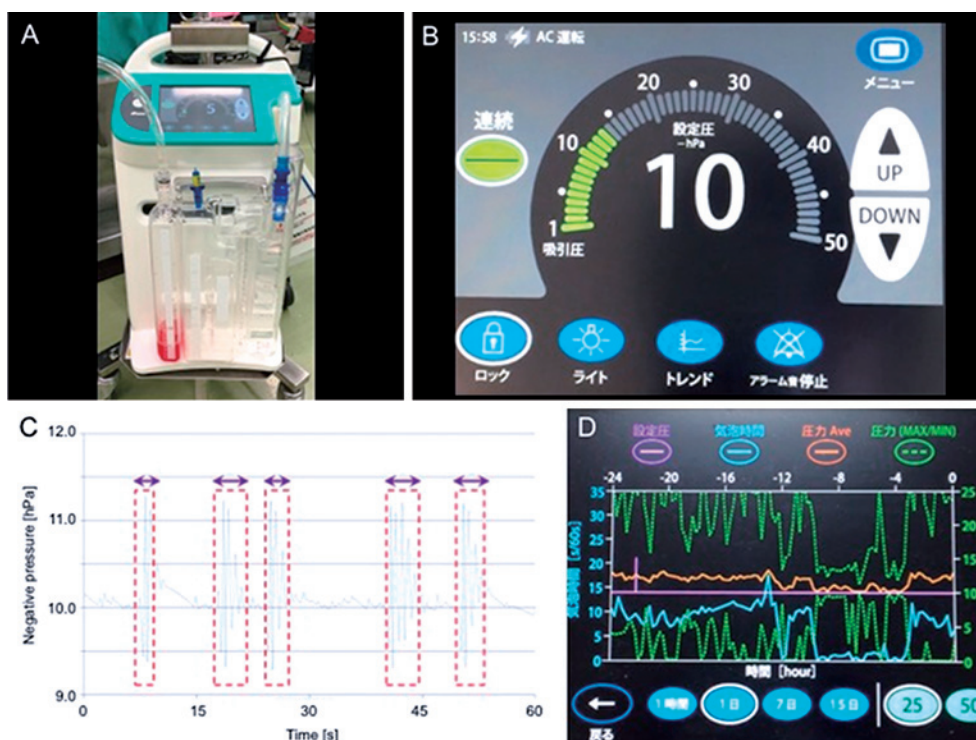 A
5
B
15:58 AC 運転
メニュー
連続
1 10 20 30 40 50
設定圧
-hPa
10
吸引圧
UP
DOWN
ロック
ライト
トレンド
アラーム音 停止
C
12.0
11.0
10.0
9.0
Negative pressure [hPa]
0 15 30 45 60
Time [s]
D
設定圧
気泡時間
圧力 Ave
圧力 (MAX/MIN)
-24 -20 -16 -12 -8 -4 0
35
30
25
20
15
10
5
0
気泡時間 [s/60s]
25
20
15
10
5
0
時間 [hour]
戻る
1時間
1日
7日
15日
25
50